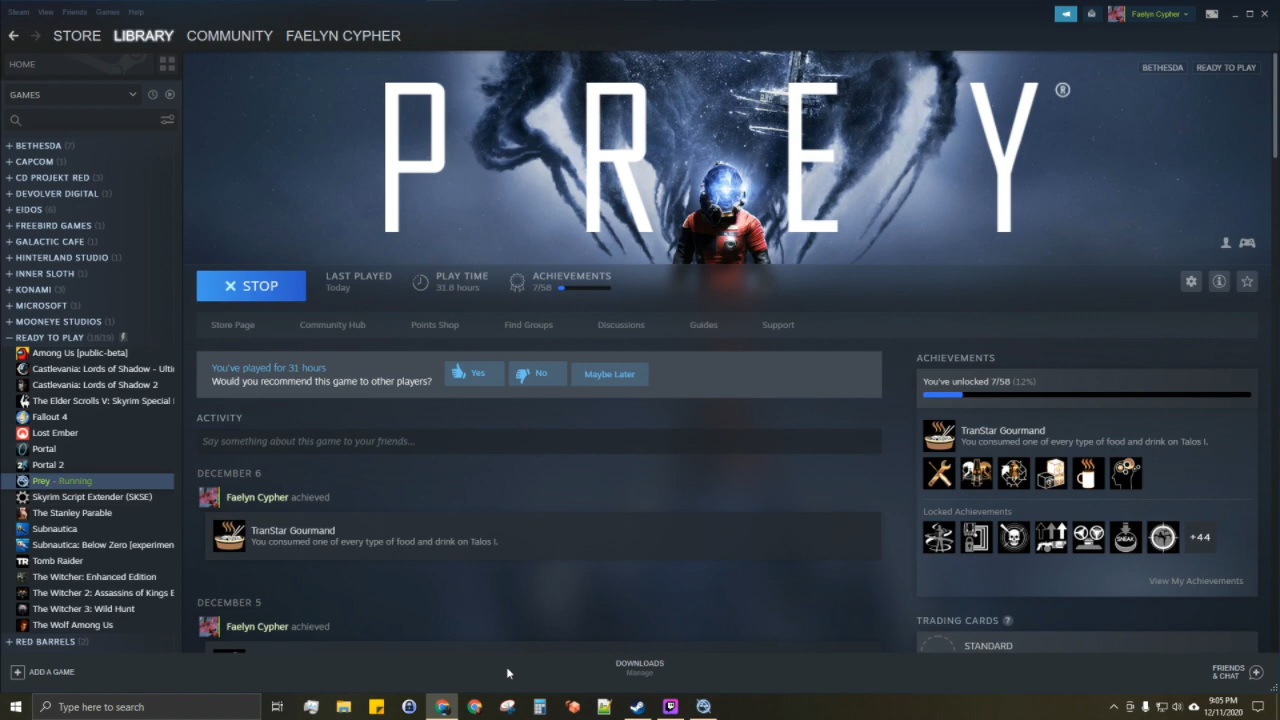 Steam View Friends Games Help
Faelyn Cypher
STORE LIBRARY COMMUNITY FAELYN CYPHER
HOME
GAMES
+ BETHESDA (7)
+ CAPCOM (1)
+ CD PROJEKT RED (3)
+ DEVOLVER DIGITAL (1)
+ EIDOS (6)
+ FREEBIRD GAMES (1)
+ GALACTIC CAFE (1)
+ HINTERLAND STUDIO (1)
+ INNER SLOTH (1)
+ KONAMI (3)
+ MICROSOFT (1)
+ MOONEYE STUDIOS (1)
− READY TO PLAY (18/19)
Among Us [public-beta]
Castlevania: Lords of Shadow - Ulti
Castlevania: Lords of Shadow 2
The Elder Scrolls V: Skyrim Special
Fallout 4
Lost Ember
Portal
Portal 2
Prey - Running
Skyrim Script Extender (SKSE)
The Stanley Parable
Subnautica
Subnautica: Below Zero [experimen
Tomb Raider
The Witcher: Enhanced Edition
The Witcher 2: Assassins of Kings E
The Witcher 3: Wild Hunt
The Wolf Among Us
+ RED BARRELS (2)
ADD A GAME
BETHESDA READY TO PLAY
PREY ®
STOP
LAST PLAYED
Today
PLAY TIME
31.8 hours
ACHIEVEMENTS
7/58
Store Page Community Hub Points Shop Find Groups Discussions Guides Support
You've played for 31 hours
Would you recommend this game to other players?
Yes No Maybe Later
ACTIVITY
Say something about this game to your friends...
DECEMBER 6
Faelyn Cypher achieved
TranStar Gourmand
You consumed one of every type of food and drink on Talos I.
DECEMBER 5
Faelyn Cypher achieved
ACHIEVEMENTS
You've unlocked 7/58 (12%)
TranStar Gourmand
You consumed one of every type of food and drink on Talos I.
Locked Achievements
SNEAK
+44
View My Achievements
TRADING CARDS ?
STANDARD
DOWNLOADS
Manage
FRIENDS
& CHAT
Type here to search
9:05 PM
12/11/2020